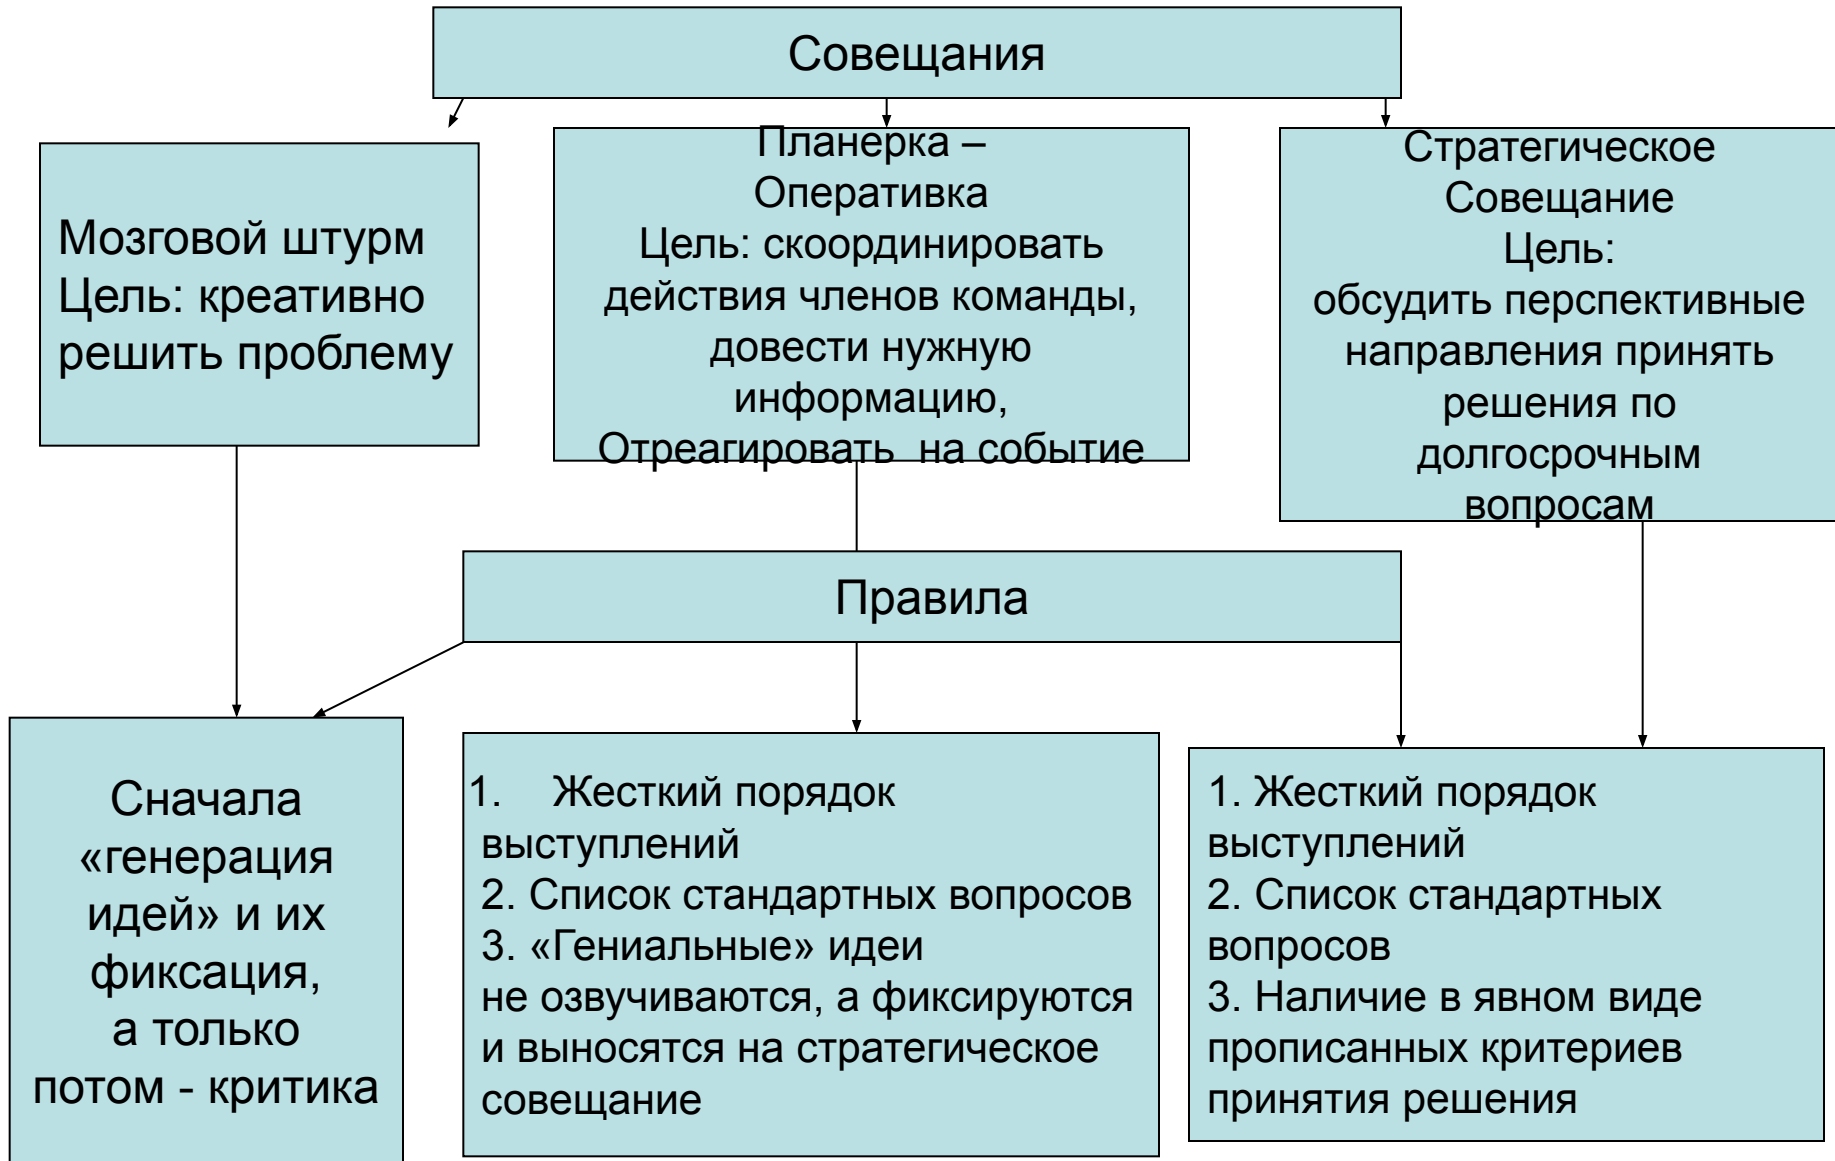 Совещания
Мозговой штурм
Цель: креативно
решить проблему
Планерка –
Оперативка
Цель: скоординировать
действия членов команды,
довести нужную
информацию,
Отреагировать  на событие
Стратегическое
Совещание
Цель:
обсудить перспективные
направления принять
решения по
долгосрочным
вопросам
Правила
Сначала
«генерация
идей» и их
фиксация,
а только
потом - критика
1. Жесткий порядок
выступлений
2. Список стандартных вопросов
3. «Гениальные» идеи
не озвучиваются, а фиксируются
и выносятся на стратегическое
совещание
1. Жесткий порядок
выступлений
2. Список стандартных
вопросов
3. Наличие в явном виде
прописанных критериев
принятия решения